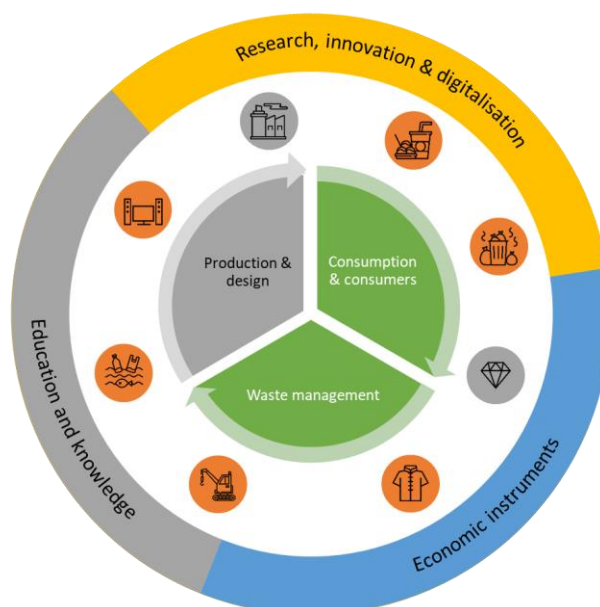 Research, innovation & digitalisation
Production &
design
Consumption
& consumers
Waste management
Education and knowledge
Economic instruments